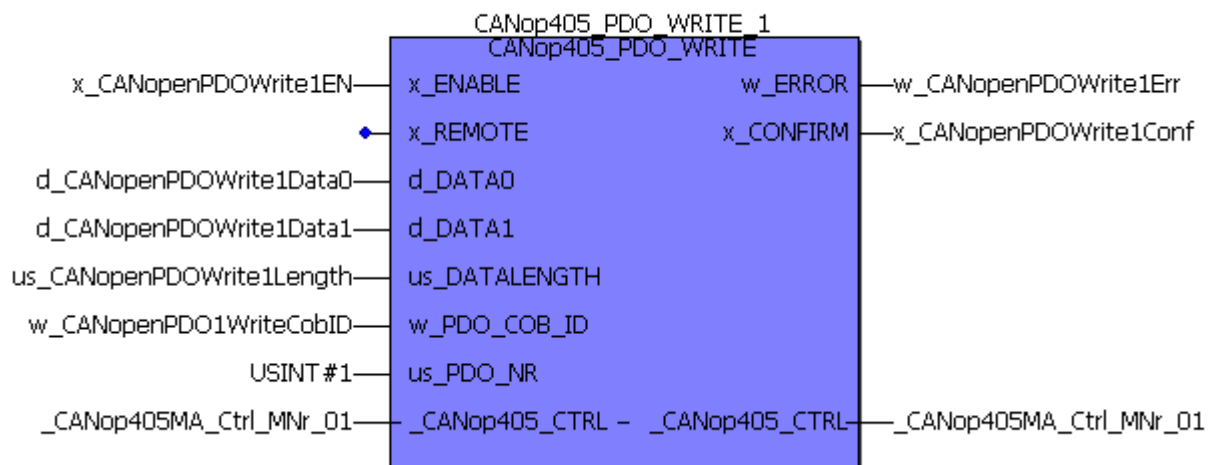 CANop405_PDO_WRITE_1
CANop405_PDO_WRITE
x_CANopenPDOWrite1EN x_ENABLE w_ERROR w_CANopenPDOWrite1Err
x_REMOTE x_CONFIRM x_CANopenPDOWrite1Conf
d_CANopenPDOWrite1Data0 d_DATA0
d_CANopenPDOWrite1Data1 d_DATA1
us_CANopenPDOWrite1Length us_DATALENGTH
w_CANopenPDO1WriteCobID w_PDO_COB_ID
USINT#1 us_PDO_NR
_CANop405MA_Ctrl_MNr_01 _CANop405_CTRL – _CANop405_CTRL _CANop405MA_Ctrl_MNr_01